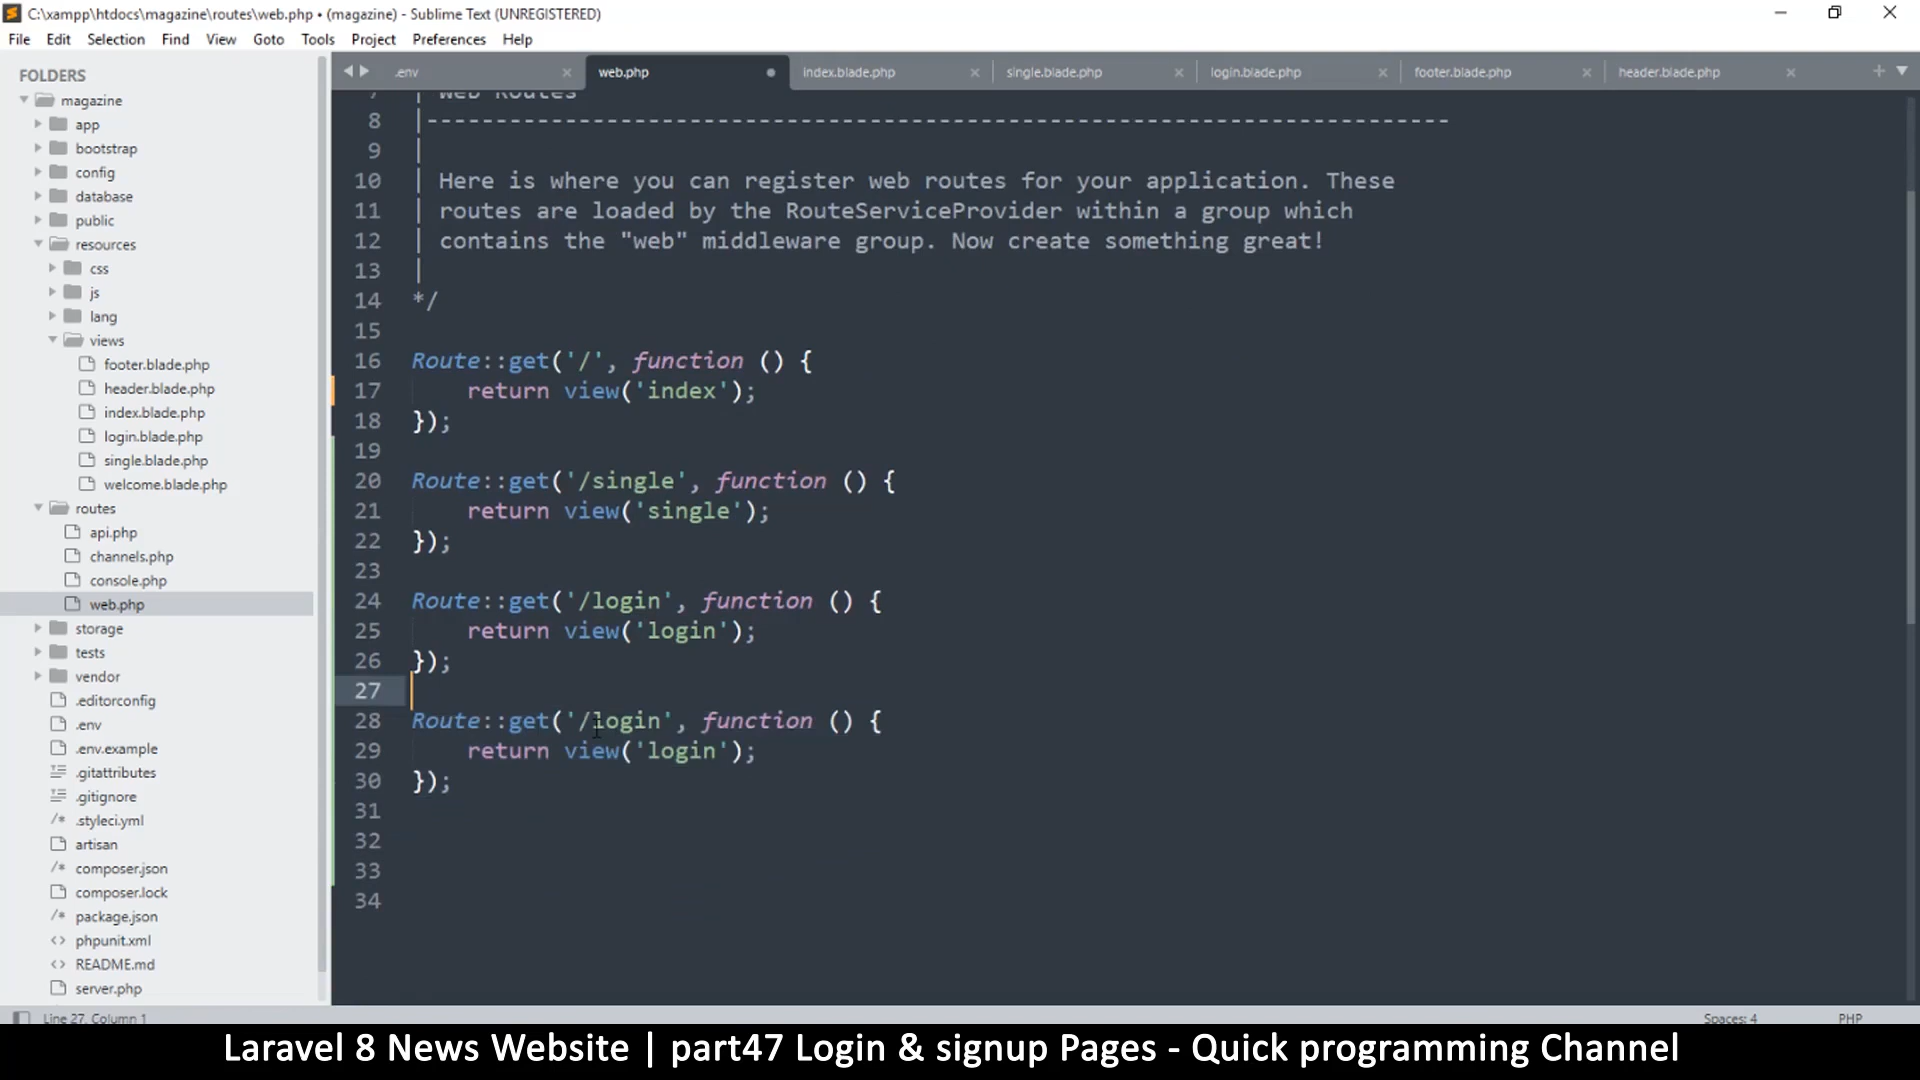 C:\xampp\htdocs\magazine\routes\web.php • (magazine) - Sublime Text (UNREGISTERED)
File Edit Selection Find View Goto Tools Project Preferences Help
FOLDERS
magazine
app
bootstrap
config
database
public
resources
css
js
lang
views
footer.blade.php
header.blade.php
index.blade.php
login.blade.php
single.blade.php
welcome.blade.php
routes
api.php
channels.php
console.php
web.php
storage
tests
vendor
.editorconfig
.env
.env.example
.gitattributes
.gitignore
.styleci.yml
artisan
composer.json
composer.lock
package.json
phpunit.xml
README.md
server.php
.env web.php index.blade.php single.blade.php login.blade.php footer.blade.php header.blade.php
7 | Web Routes
8 |--------------------------------------------------------------------------
9 |
10 | Here is where you can register web routes for your application. These
11 | routes are loaded by the RouteServiceProvider within a group which
12 | contains the "web" middleware group. Now create something great!
13 |
14 */
15
16 Route::get('/', function () {
17     return view('index');
18 });
19
20 Route::get('/single', function () {
21     return view('single');
22 });
23
24 Route::get('/login', function () {
25     return view('login');
26 });
27
28 Route::get('/login', function () {
29     return view('login');
30 });
31
32
33
34
Line 27, Column 1
Spaces: 4 PHP
Laravel 8 News Website | part47 Login & signup Pages - Quick programming Channel